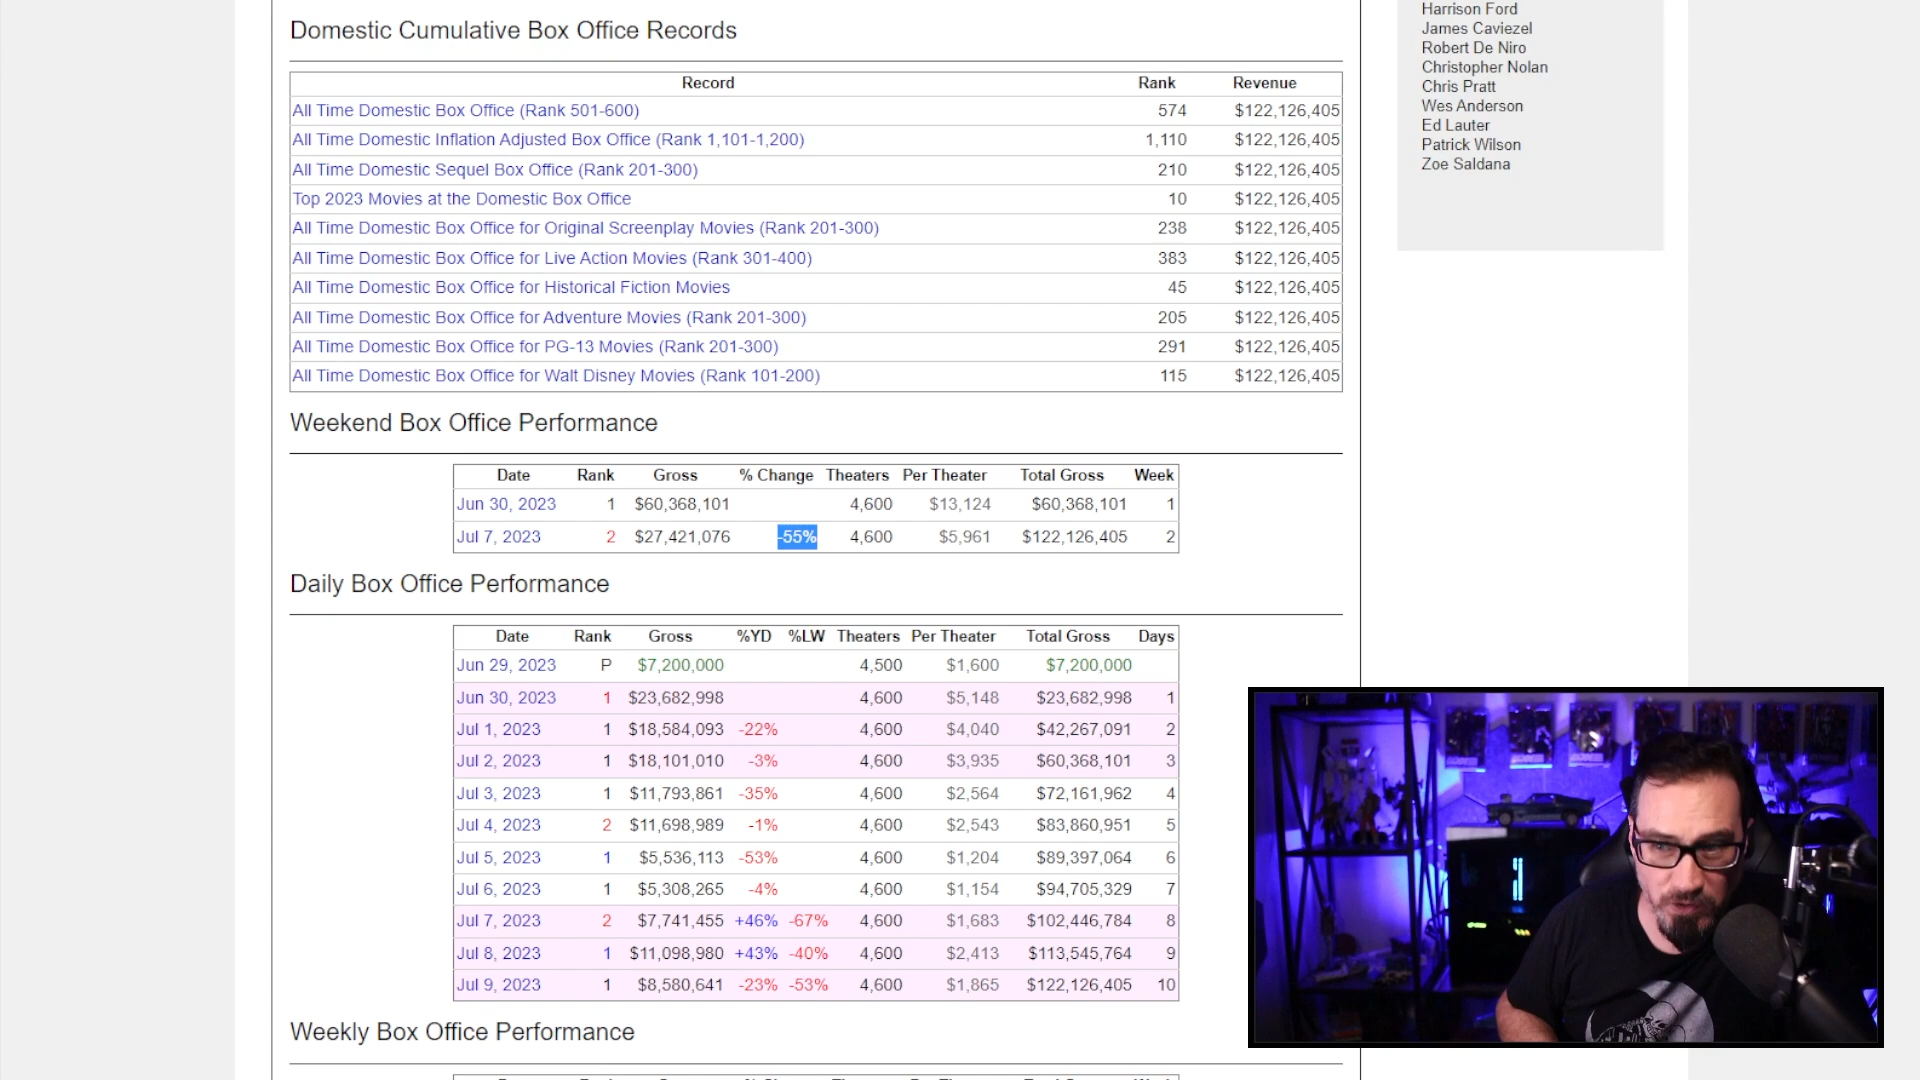 Harrison Ford
James Caviezel
Robert De Niro
Christopher Nolan
Chris Pratt
Wes Anderson
Ed Lauter
Patrick Wilson
Zoe Saldana
Domestic Cumulative Box Office Records
Record Rank Revenue
All Time Domestic Box Office (Rank 501-600) 574 $122,126,405
All Time Domestic Inflation Adjusted Box Office (Rank 1,101-1,200) 1,110 $122,126,405
All Time Domestic Sequel Box Office (Rank 201-300) 210 $122,126,405
Top 2023 Movies at the Domestic Box Office 10 $122,126,405
All Time Domestic Box Office for Original Screenplay Movies (Rank 201-300) 238 $122,126,405
All Time Domestic Box Office for Live Action Movies (Rank 301-400) 383 $122,126,405
All Time Domestic Box Office for Historical Fiction Movies 45 $122,126,405
All Time Domestic Box Office for Adventure Movies (Rank 201-300) 205 $122,126,405
All Time Domestic Box Office for PG-13 Movies (Rank 201-300) 291 $122,126,405
All Time Domestic Box Office for Walt Disney Movies (Rank 101-200) 115 $122,126,405
Weekend Box Office Performance
Date Rank Gross % Change Theaters Per Theater Total Gross Week
Jun 30, 2023 1 $60,368,101 4,600 $13,124 $60,368,101 1
Jul 7, 2023 2 $27,421,076 -55% 4,600 $5,961 $122,126,405 2
Daily Box Office Performance
Date Rank Gross %YD %LW Theaters Per Theater Total Gross Days
Jun 29, 2023 P $7,200,000 4,500 $1,600 $7,200,000
Jun 30, 2023 1 $23,682,998 4,600 $5,148 $23,682,998 1
Jul 1, 2023 1 $18,584,093 -22% 4,600 $4,040 $42,267,091 2
Jul 2, 2023 1 $18,101,010 -3% 4,600 $3,935 $60,368,101 3
Jul 3, 2023 1 $11,793,861 -35% 4,600 $2,564 $72,161,962 4
Jul 4, 2023 2 $11,698,989 -1% 4,600 $2,543 $83,860,951 5
Jul 5, 2023 1 $5,536,113 -53% 4,600 $1,204 $89,397,064 6
Jul 6, 2023 1 $5,308,265 -4% 4,600 $1,154 $94,705,329 7
Jul 7, 2023 2 $7,741,455 +46% -67% 4,600 $1,683 $102,446,784 8
Jul 8, 2023 1 $11,098,980 +43% -40% 4,600 $2,413 $113,545,764 9
Jul 9, 2023 1 $8,580,641 -23% -53% 4,600 $1,865 $122,126,405 10
Weekly Box Office Performance